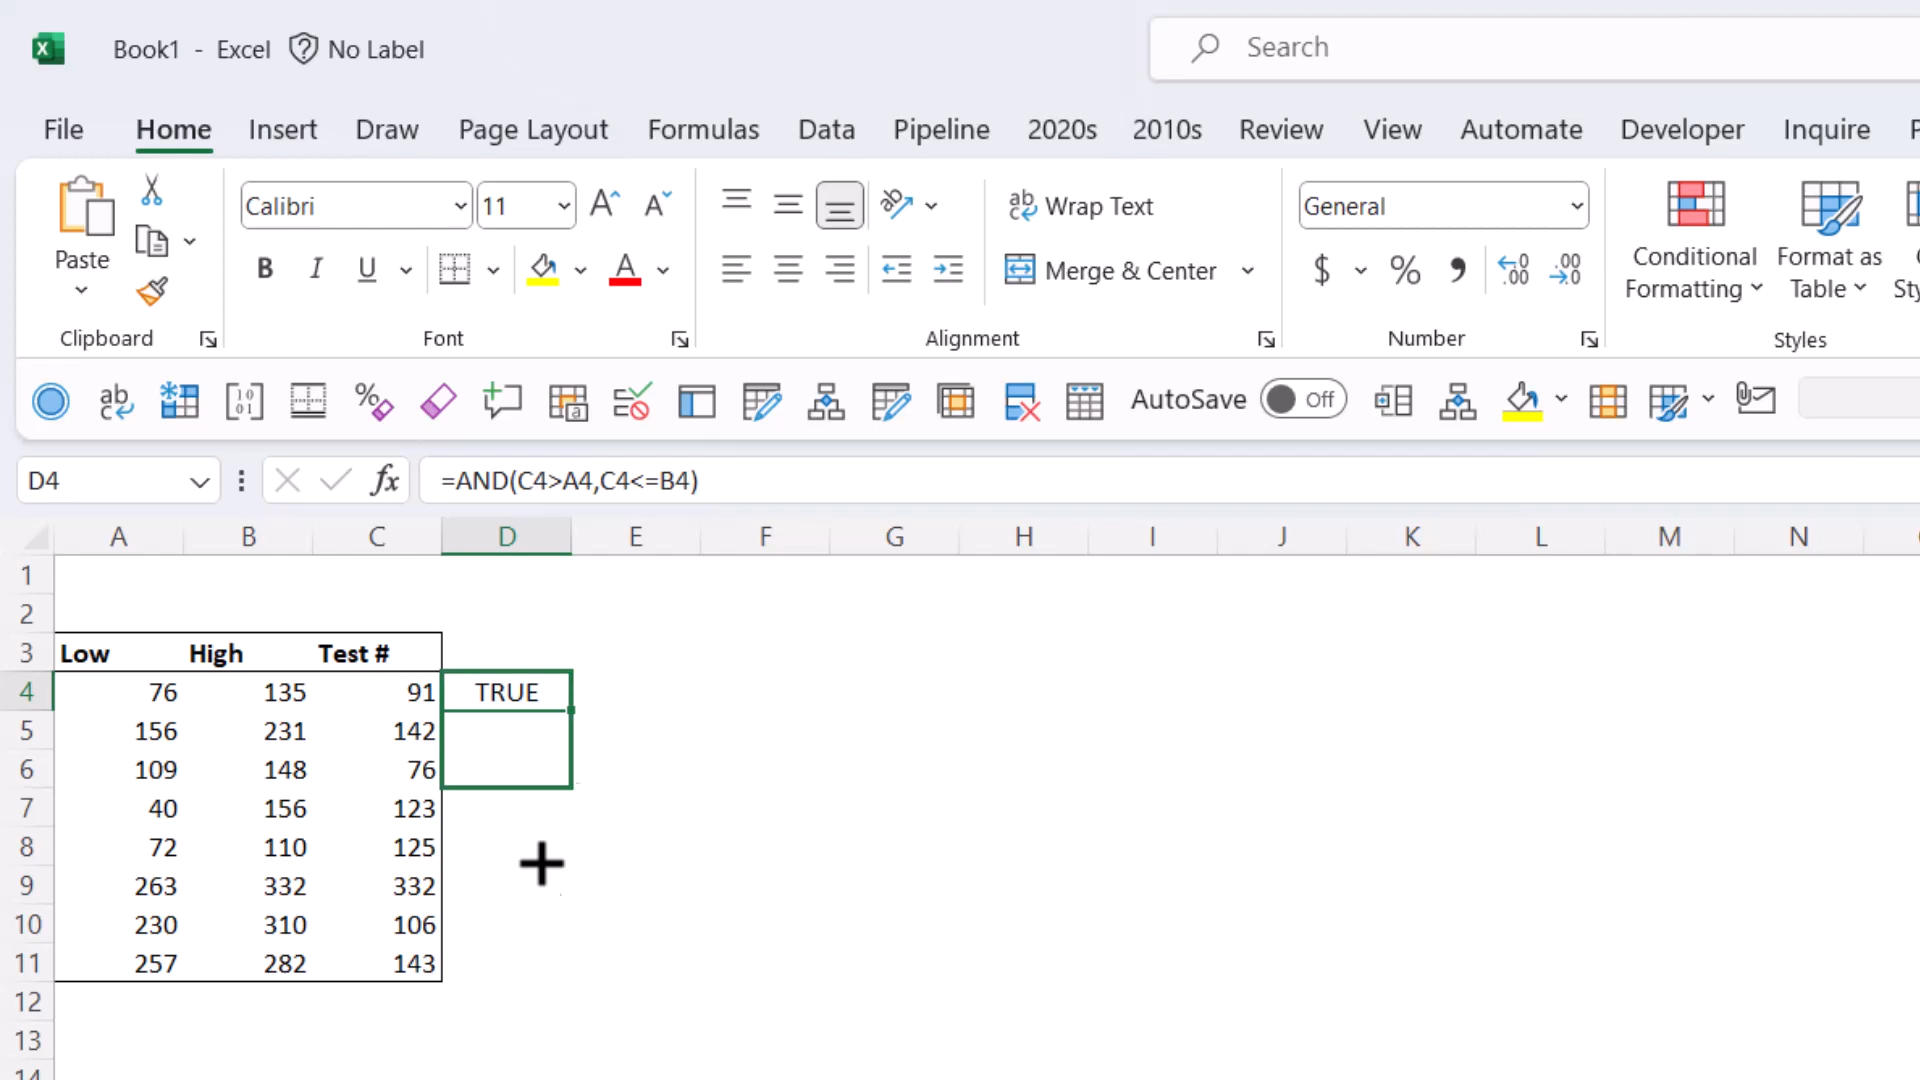 Book1 - Excel No Label
Search
File Home Insert Draw Page Layout Formulas Data Pipeline 2020s 2010s Review View Automate Developer Inquire
Calibri 11 Wrap Text General
Paste B I U Merge & Center $ % Conditional Formatting Format as Table
Clipboard Font Alignment Number Styles
AutoSave Off
D4 fx =AND(C4>A4,C4<=B4)
A B C D E F G H I J K L M N
1
2
3 Low High Test #
4 76 135 91 TRUE
5 156 231 142
6 109 148 76
7 40 156 123
8 72 110 125
9 263 332 332
10 230 310 106
11 257 282 143
12
13
14